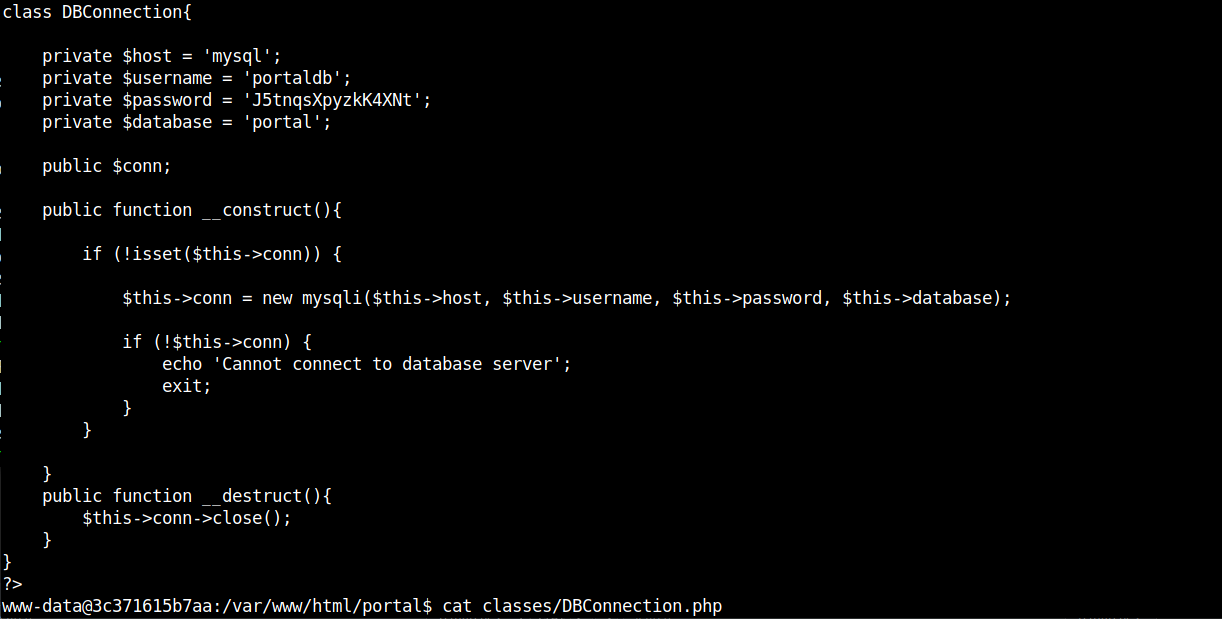 class DBConnection{
    private $host = 'mysql';
    private $username = 'portaldb';
    private $password = 'J5tnqsXpyzkK4XNt';
    private $database = 'portal';
    public $conn;
    public function __construct(){
        if (!isset($this->conn)) {
            $this->conn = new mysqli($this->host, $this->username, $this->password, $this->database);
            if (!$this->conn) {
                echo 'Cannot connect to database server';
                exit;
            }
        }
    }
    public function __destruct(){
        $this->conn->close();
    }
}
?>
www-data@3c371615b7aa:/var/www/html/portal$ cat classes/DBConnection.php